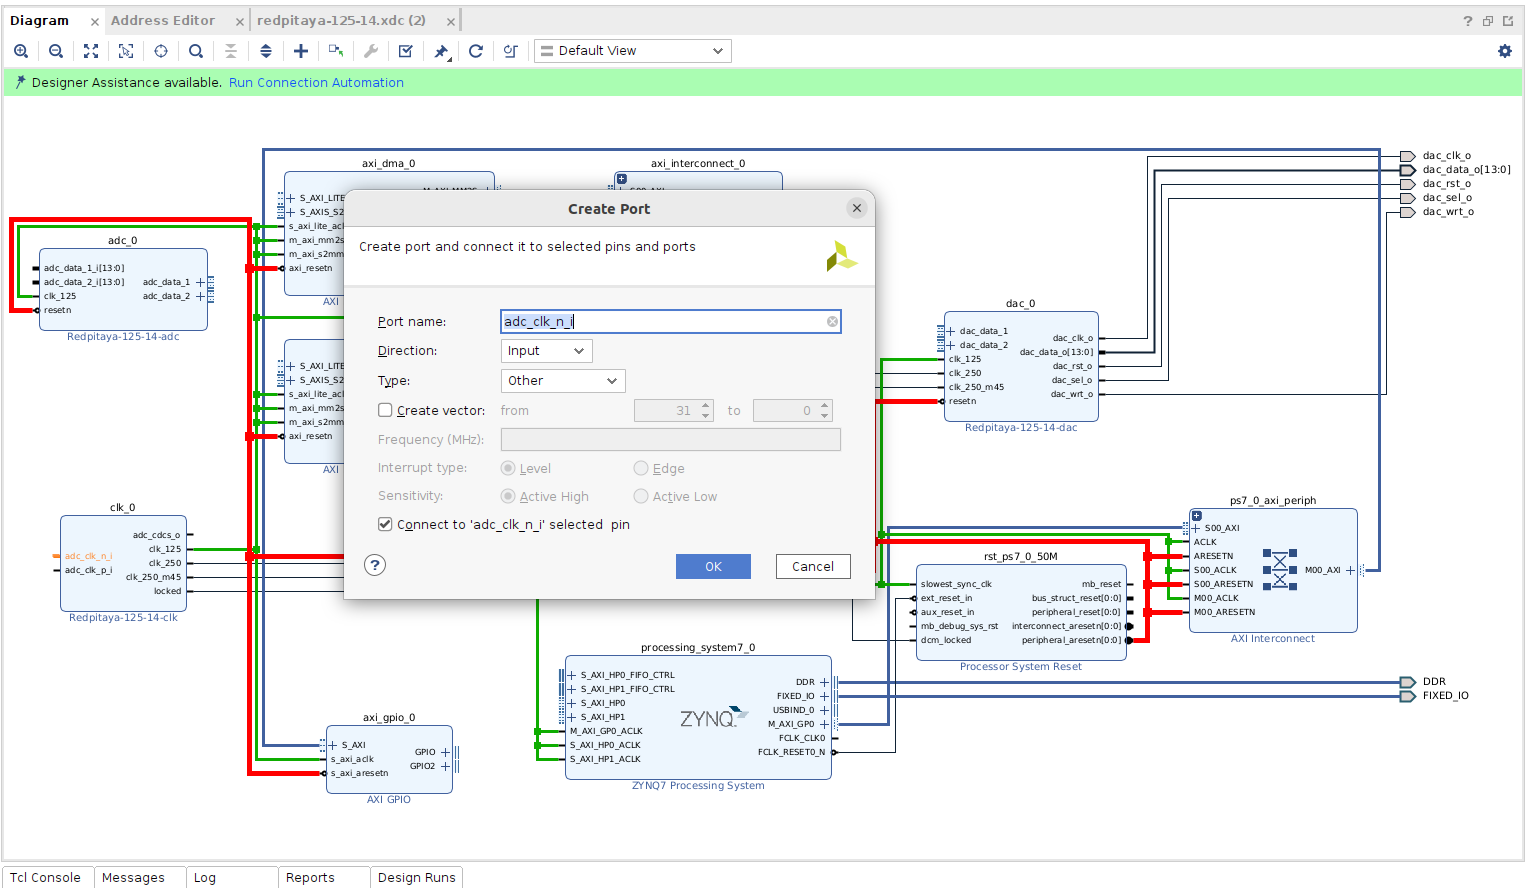 Diagram × Address Editor × redpitaya-125-14.xdc (2) × ?
Default View
Designer Assistance available. Run Connection Automation
axi_dma_0
S_AXI_LITE
s_axi_lite_acl
m_axi_mm2s
m_axi_s2mm
axi_resetn
AXI
axi_interconnect_0
adc_0
adc_data_1_i[13:0]
adc_data_2_i[13:0] adc_data_1
clk_125 adc_data_2
resetn
Redpitaya-125-14-adc
S_AXI_LITE
S_AXIS_S2
s_axi_lite_acl
m_axi_mm2s
m_axi_s2mm
axi_resetn
AXI
Create Port
Create port and connect it to selected pins and ports
Port name: adc_clk_n_i
Direction: Input
Type: Other
Create vector: from 31 to 0
Frequency (MHz):
Interrupt type: Level Edge
Sensitivity: Active High Active Low
Connect to 'adc_clk_n_i' selected pin
? OK Cancel
dac_clk_o
dac_data_o[13:0]
dac_rst_o
dac_sel_o
dac_wrt_o
dac_0
dac_data_1
dac_data_2 dac_clk_o
clk_125 dac_data_o[13:0]
clk_250 dac_rst_o
clk_250_m45 dac_sel_o
resetn dac_wrt_o
Redpitaya-125-14-dac
clk_0
adc_cdcs_o
adc_clk_n_i clk_125
adc_clk_p_i clk_250
clk_250_m45
locked
Redpitaya-125-14-clk
ps7_0_axi_periph
S00_AXI
ACLK
ARESETN
S00_ACLK M00_AXI
S00_ARESETN
M00_ACLK
M00_ARESETN
AXI Interconnect
rst_ps7_0_50M
slowest_sync_clk mb_reset
ext_reset_in bus_struct_reset[0:0]
aux_reset_in peripheral_reset[0:0]
mb_debug_sys_rst interconnect_aresetn[0:0]
dcm_locked peripheral_aresetn[0:0]
Processor System Reset
processing_system7_0
S_AXI_HP0_FIFO_CTRL DDR
S_AXI_HP1_FIFO_CTRL FIXED_IO
S_AXI_HP0 USBIND_0
S_AXI_HP1 M_AXI_GP0
M_AXI_GP0_ACLK FCLK_CLK0
S_AXI_HP0_ACLK FCLK_RESET0_N
S_AXI_HP1_ACLK
ZYNQ
ZYNQ7 Processing System
DDR
FIXED_IO
axi_gpio_0
S_AXI GPIO
s_axi_aclk GPIO2
s_axi_aresetn
AXI GPIO
Tcl Console Messages Log Reports Design Runs